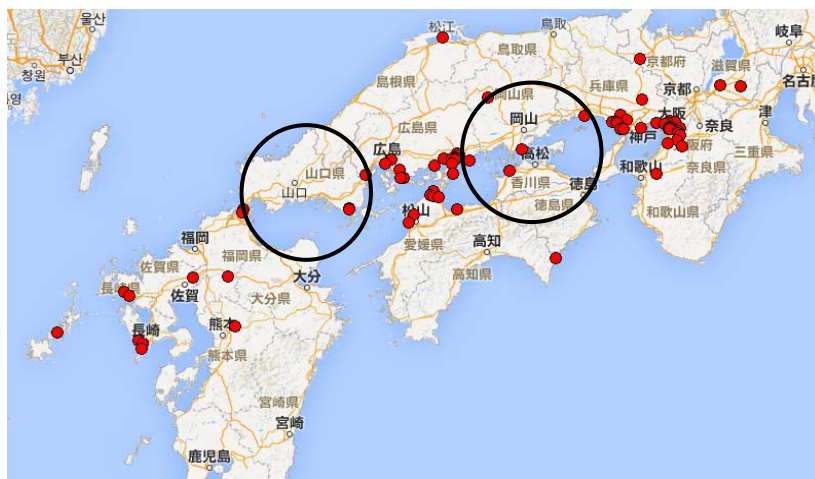 울산
부산
창원
松江
鳥取
岐阜
鳥取県
京都府
滋賀県
島根県
兵庫県
京都
岡山県
大阪
名古屋
津
広島県
岡山
神戸
奈良
広島
高松
三重県
山口県
和歌山
奈良県
山口
香川県
徳島
松山
徳島県
和歌山県
福岡
愛媛県
高知
福岡県
高知県
佐賀県
大分
長崎県
佐賀
大分県
熊本
長崎
熊本県
宮崎県
宮崎
鹿児島